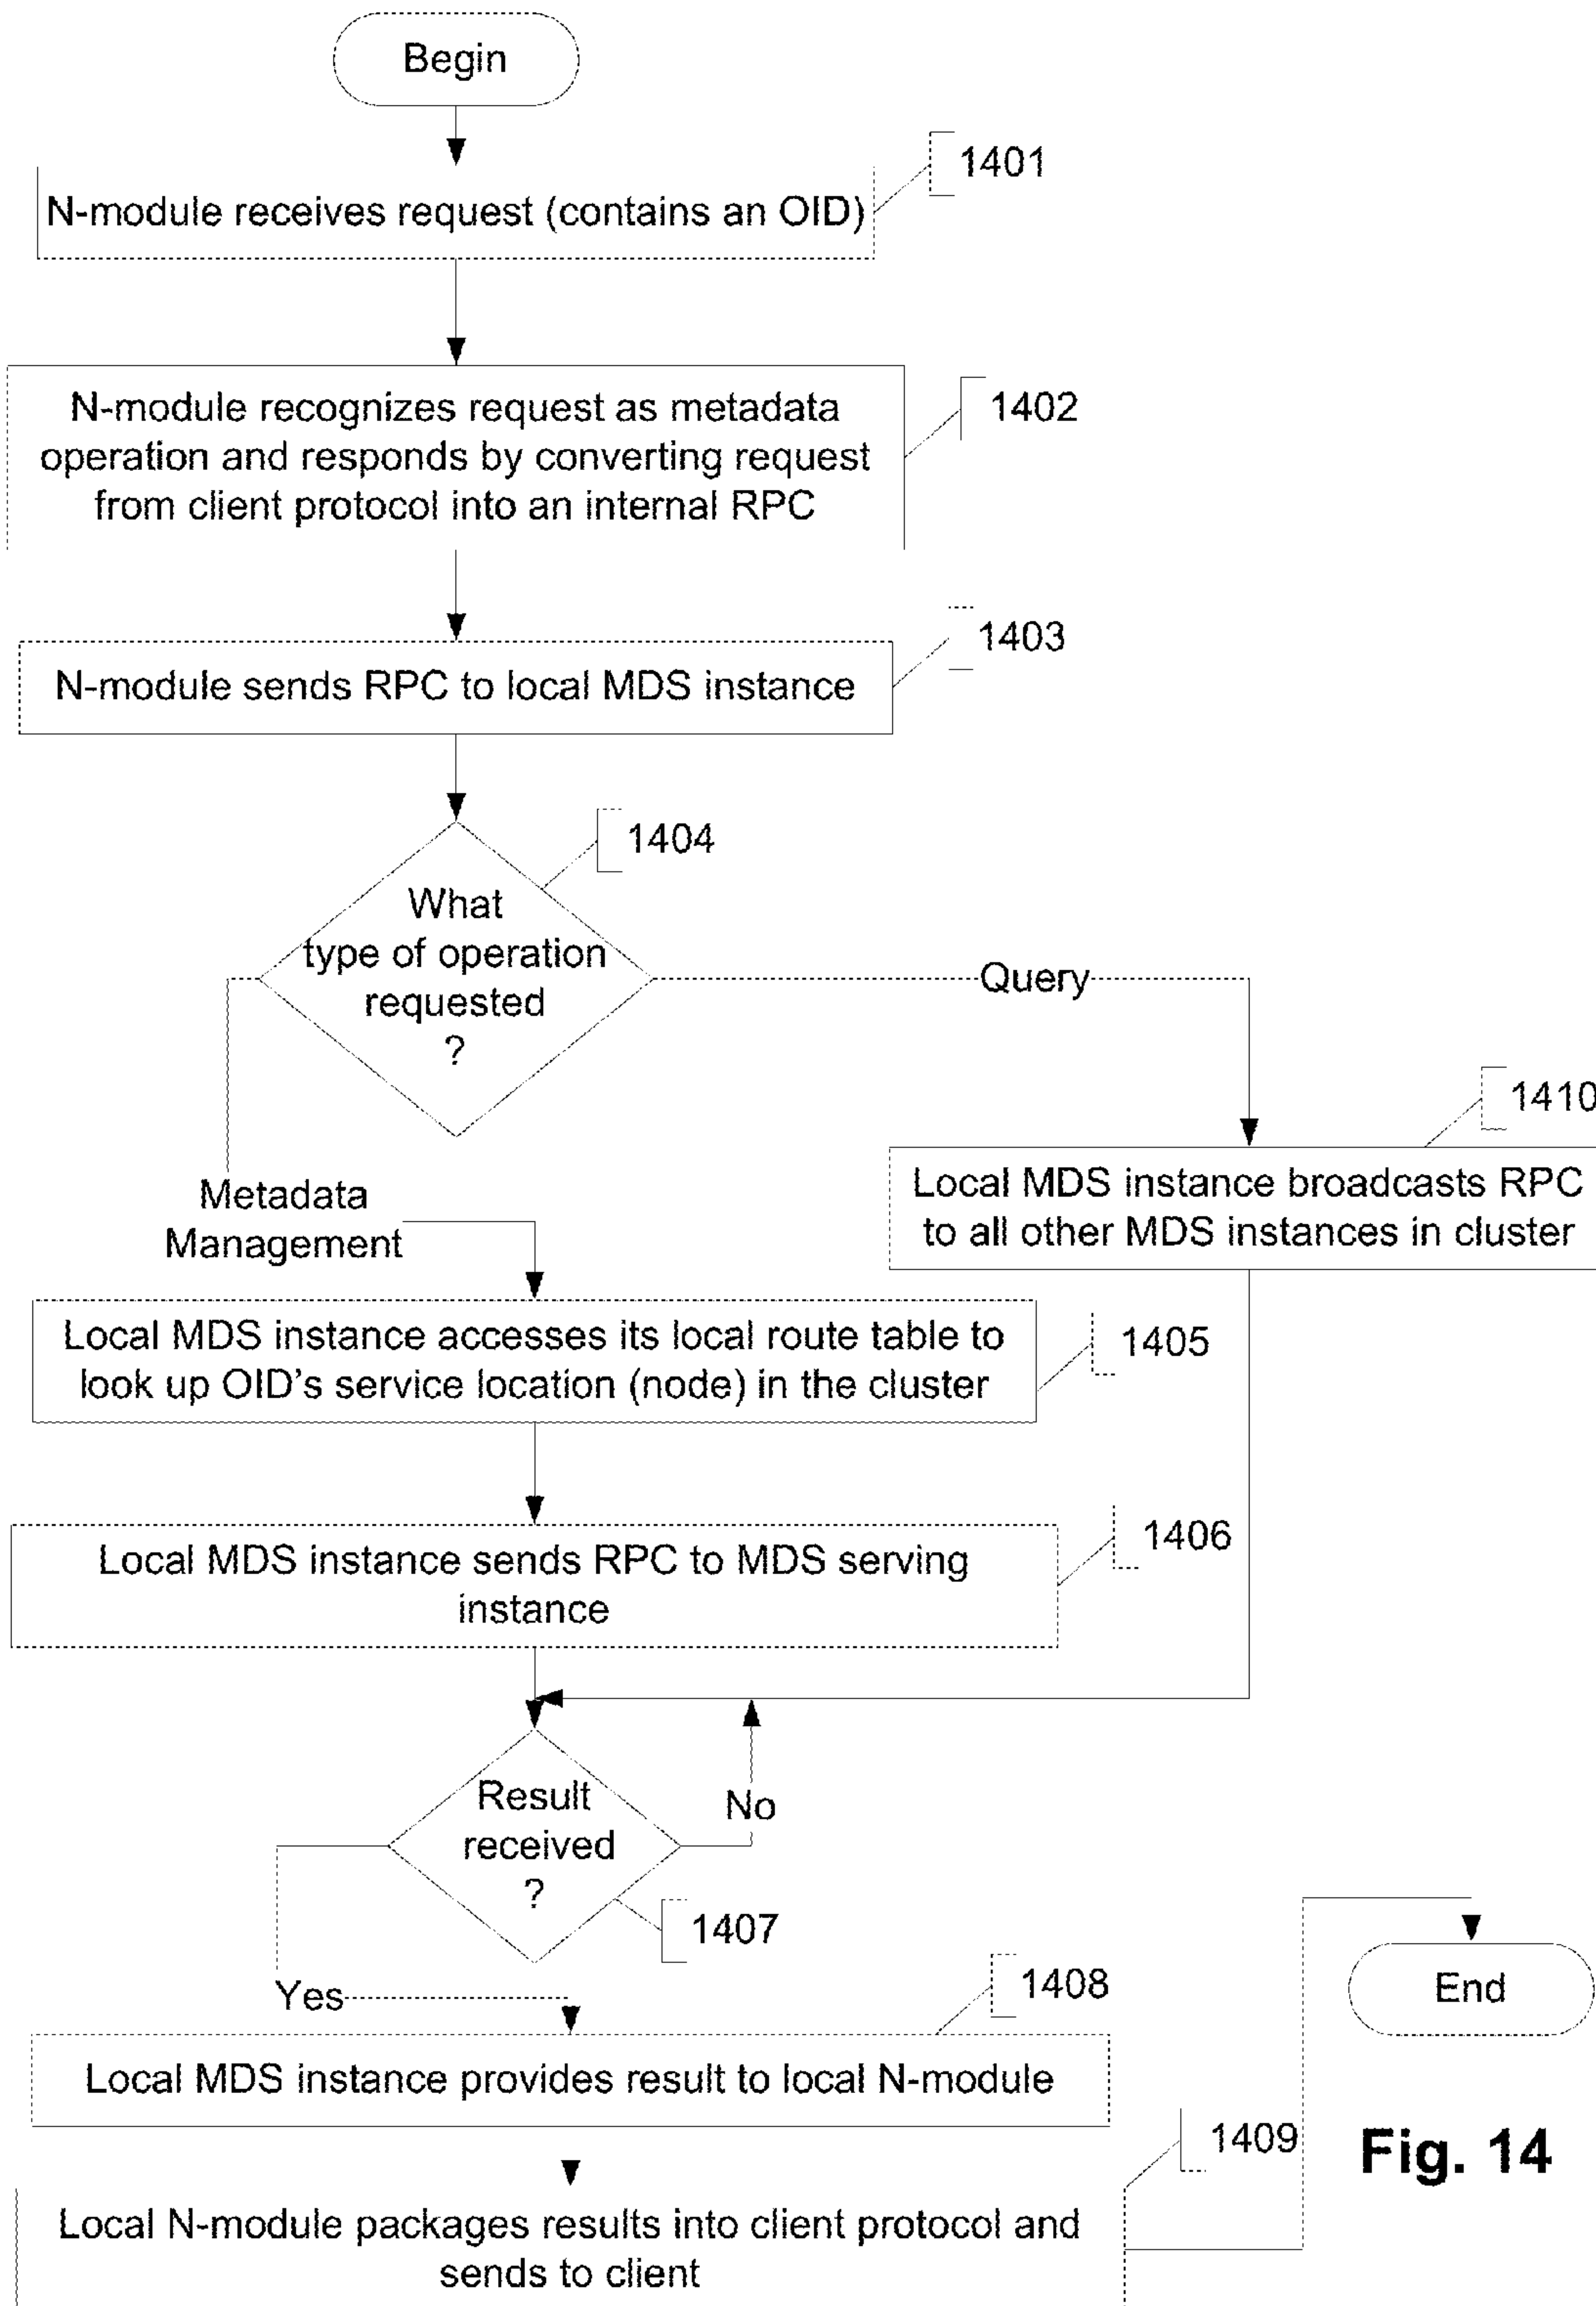 Begin
1401
N-module receives request (contains an OID)
1402
N-module recognizes request as metadata
operation and responds by converting request
from client protocol into an internal RPC
1403
N-module sends RPC to local MDS instance
1404
What
type of operation
requested
?
Query
1410
Local MDS instance broadcasts RPC
to all other MDS instances in cluster
Metadata
Management
Local MDS instance accesses its local route table to
look up OID's service location (node) in the cluster
1405
1406
Local MDS instance sends RPC to MDS serving
instance
Result
received
?
No
1407
Yes
1408
Local MDS instance provides result to local N-module
1409
Local N-module packages results into client protocol and
sends to client
End
Fig. 14